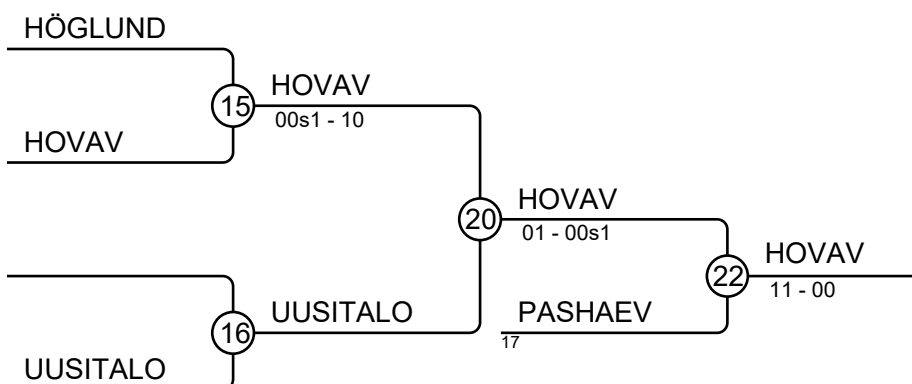 HÖGLUND
15
HOVAV
00s1 - 10
HOVAV
20
HOVAV
01 - 00s1
22
HOVAV
11 - 00
16
UUSITALO
PASHAEV
17
UUSITALO